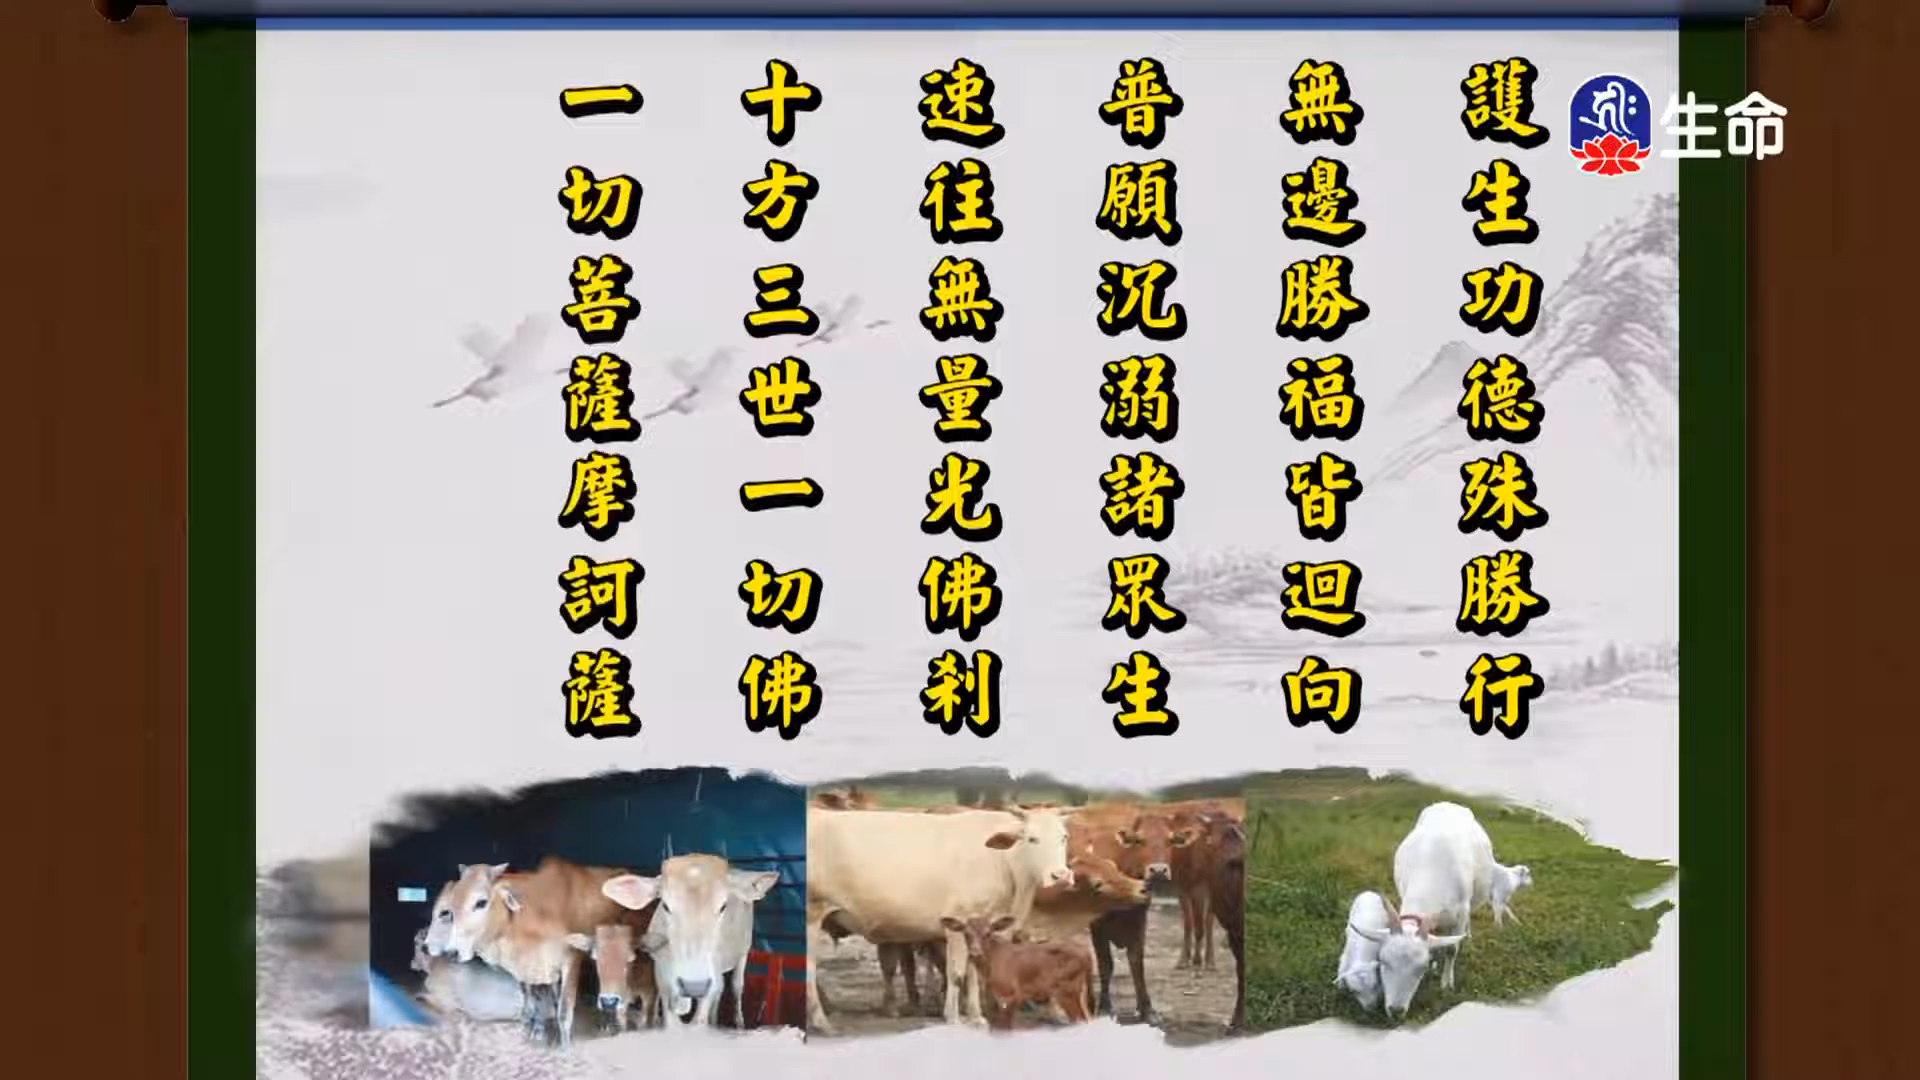 護生功德殊勝行
無邊勝福皆迴向
普願沉溺諸眾生
速往無量光佛剎
十方三世一切佛
一切菩薩摩訶薩
生命